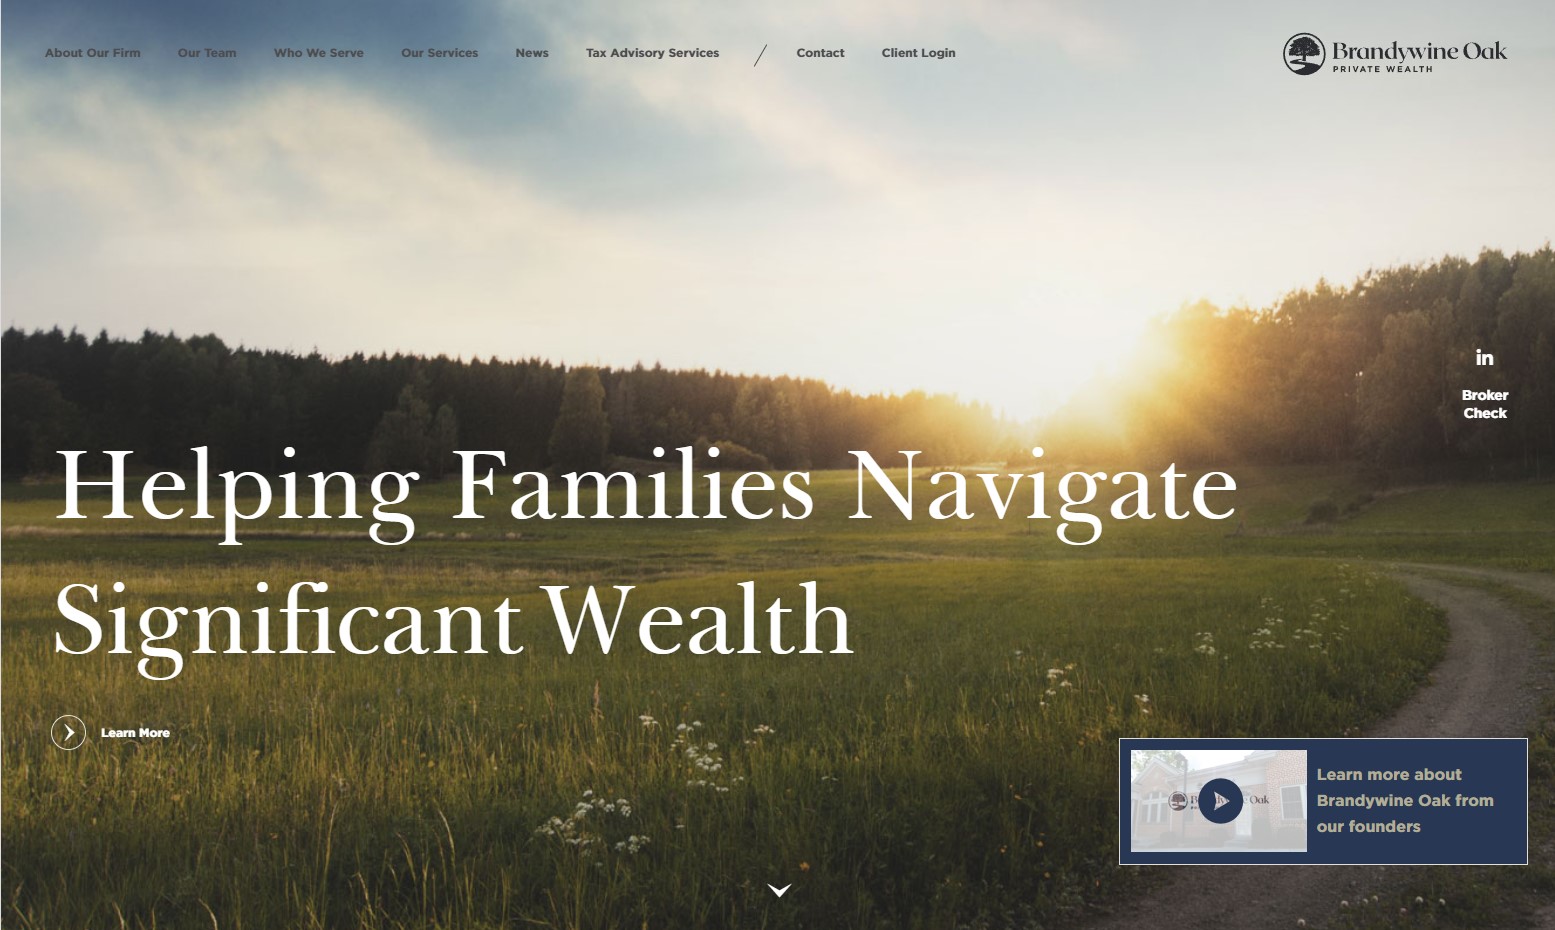 About Our Firm
Our Team
Who We Serve
Our Services
News
Tax Advisory Services
Contact
Client Login
Brandywine Oak
PRIVATE WEALTH
in
Broker
Check
Helping Families Navigate
Significant Wealth
Learn More
Learn more about
Brandywine Oak from
our founders